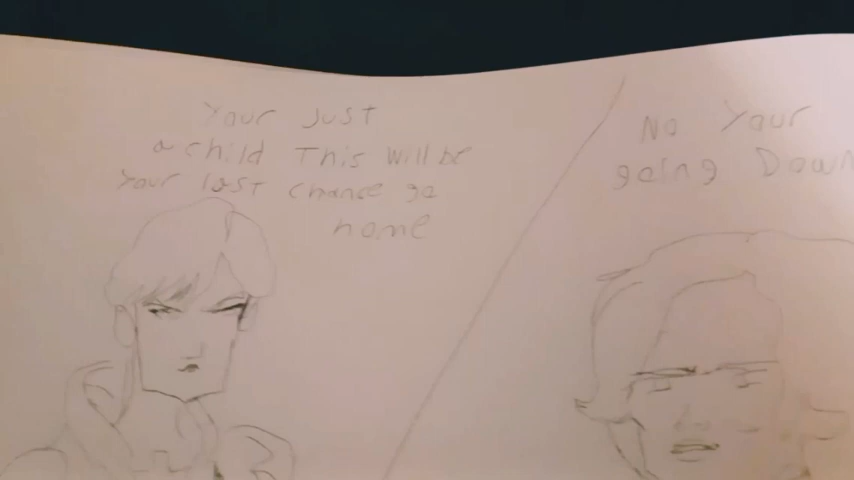 Your Just
a child This will be
Your last chance go
home
No Your
going Down